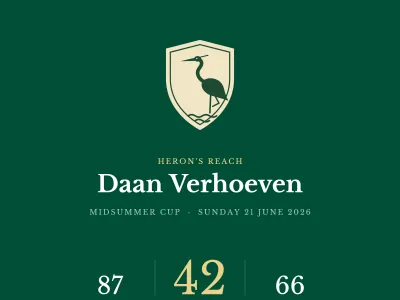 HERON'S REACH
Daan Verhoeven
MIDSUMMER CUP · SUNDAY 21 JUNE 2026
87 42 66